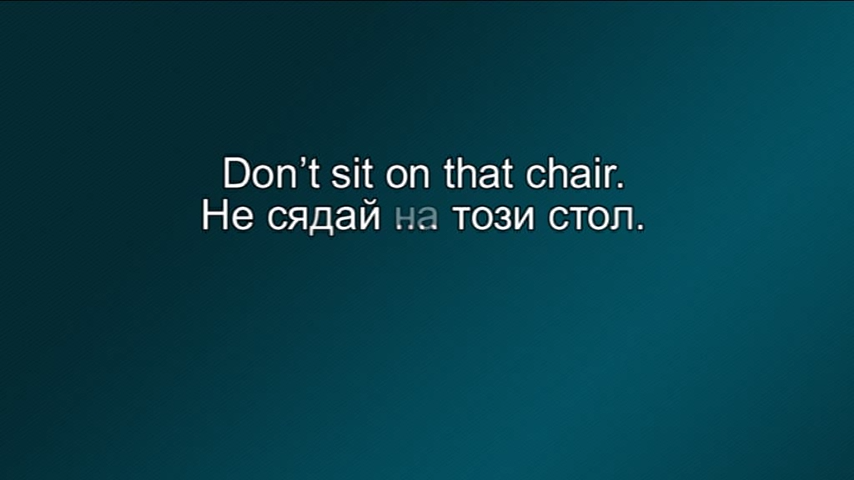 Don’t sit on that chair.
Не сядай на този стол.